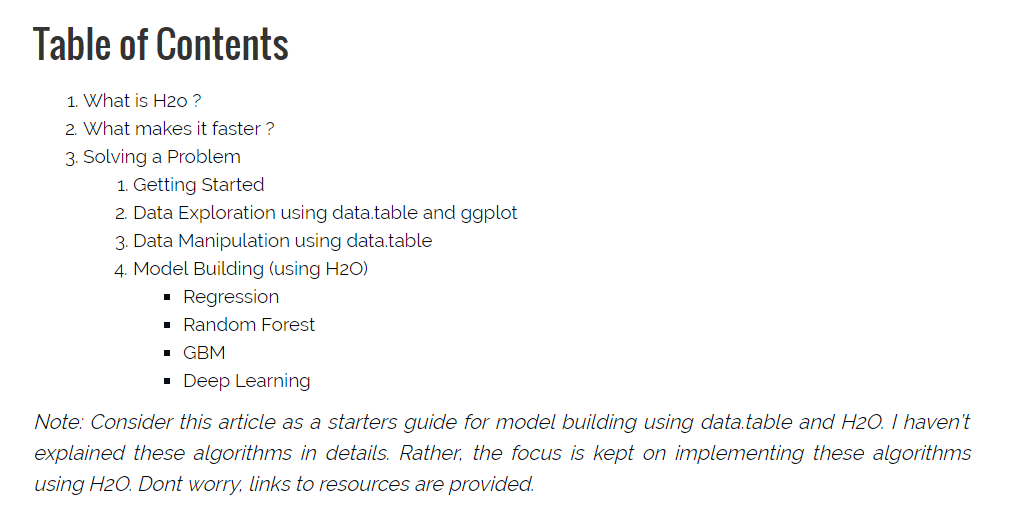 Table of Contents
1. What is H2o ?
2. What makes it faster ?
3. Solving a Problem
1. Getting Started
2. Data Exploration using data.table and ggplot
3. Data Manipulation using data.table
4. Model Building (using H2O)
▪ Regression
▪ Random Forest
▪ GBM
▪ Deep Learning
Note: Consider this article as a starters guide for model building using data.table and H2O. I haven't
explained these algorithms in details. Rather, the focus is kept on implementing these algorithms
using H2O. Dont worry, links to resources are provided.